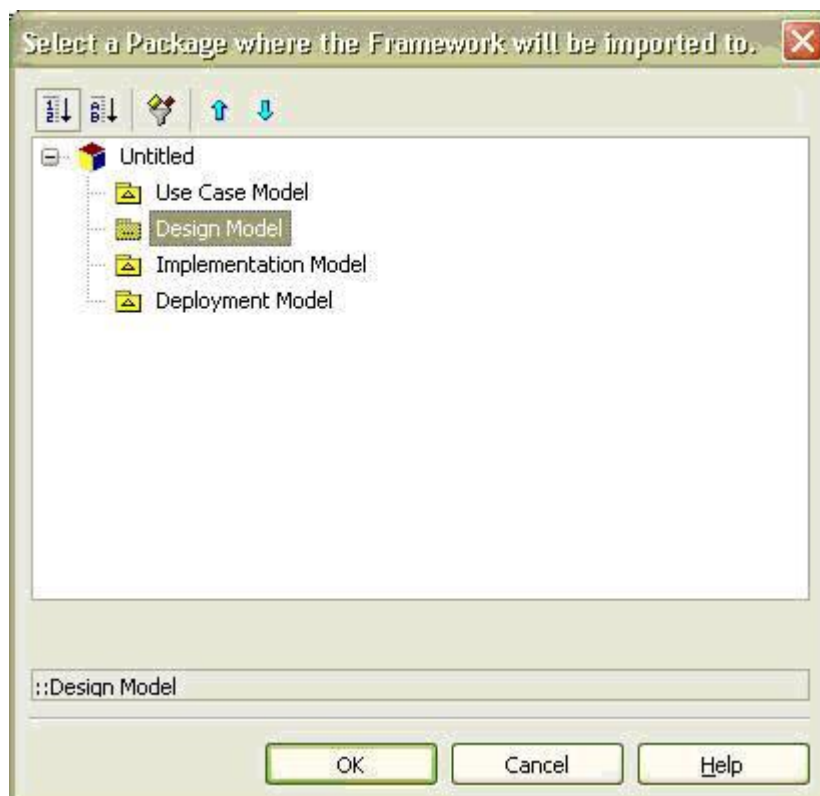 Select a Package where the Framework will be imported to.
Untitled
Use Case Model
Design Model
Implementation Model
Deployment Model
::Design Model
OK Cancel Help